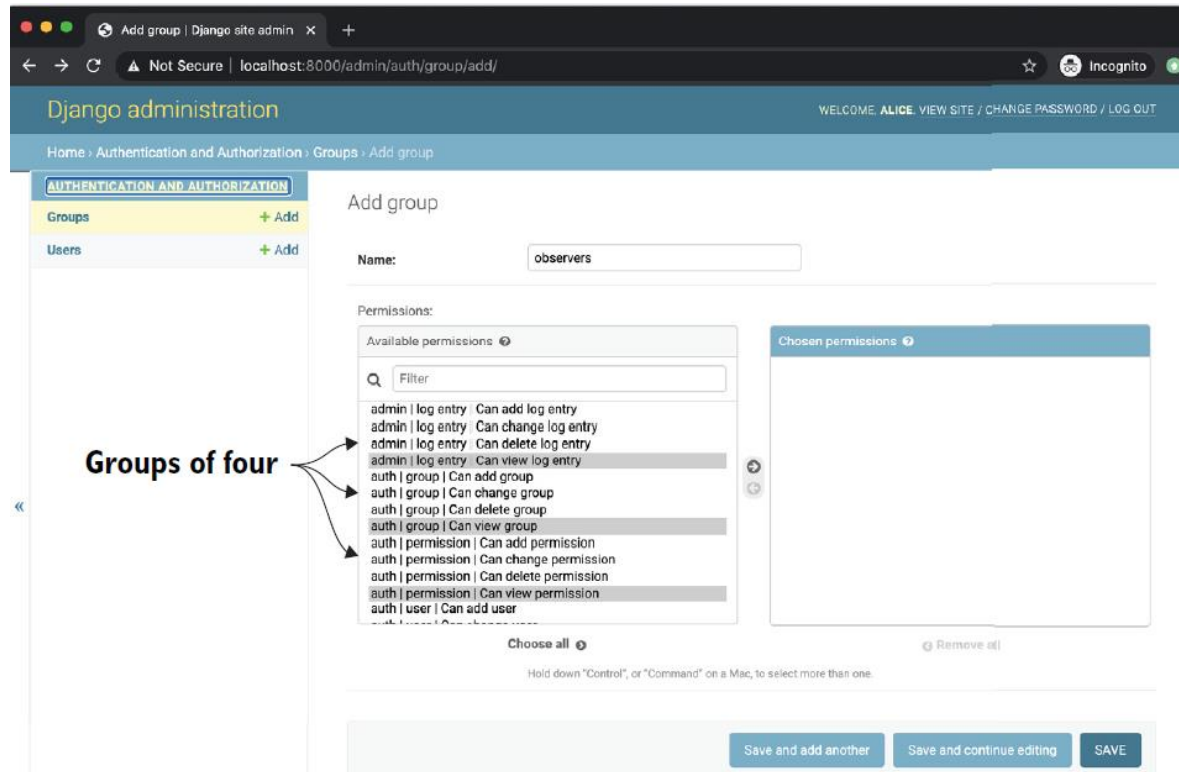 Add group | Django site admin
Not Secure | localhost:8000/admin/auth/group/add/
Incognito
Django administration
WELCOME, ALICE. VIEW SITE / CHANGE PASSWORD / LOG OUT
Home › Authentication and Authorization › Groups › Add group
AUTHENTICATION AND AUTHORIZATION
Groups + Add
Users + Add
Add group
Name: observers
Permissions:
Available permissions
Filter
admin | log entry | Can add log entry
admin | log entry | Can change log entry
admin | log entry | Can delete log entry
admin | log entry | Can view log entry
auth | group | Can add group
auth | group | Can change group
auth | group | Can delete group
auth | group | Can view group
auth | permission | Can add permission
auth | permission | Can change permission
auth | permission | Can delete permission
auth | permission | Can view permission
auth | user | Can add user
Choose all
Chosen permissions
Remove all
Hold down "Control", or "Command" on a Mac, to select more than one.
Save and add another
Save and continue editing
SAVE
Groups of four